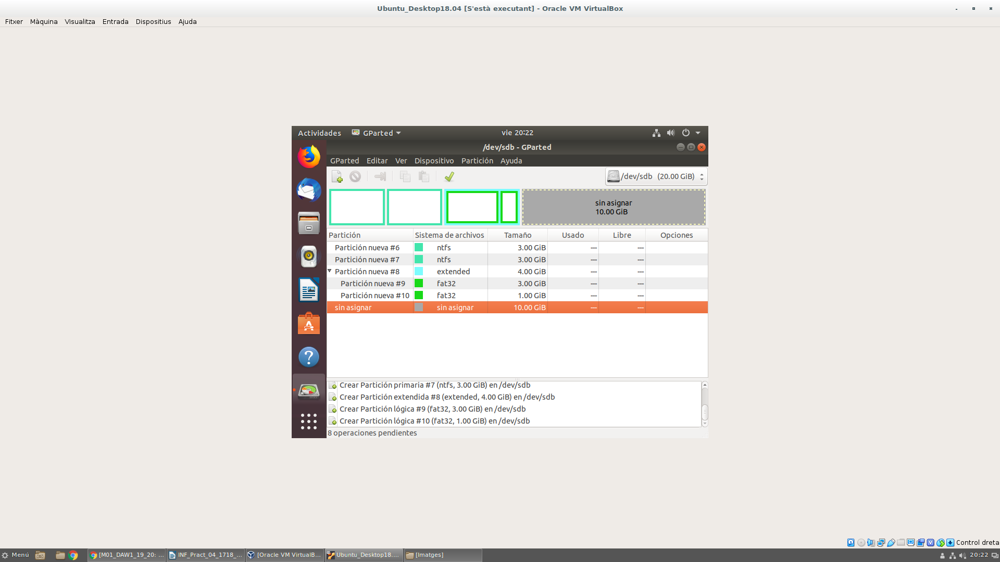 Ubuntu_Desktop18.04 [S'està executant] - Oracle VM VirtualBox
Fitxer Màquina Visualitza Entrada Dispositius Ajuda
Actividades GParted vie 20:22
/dev/sdb - GParted
GParted Editar Ver Dispositivo Partición Ayuda
/dev/sdb (20.00 GiB)
sin asignar
10.00 GiB
Partición Sistema de archivos Tamaño Usado Libre Opciones
Partición nueva #6 ntfs 3.00 GiB --- ---
Partición nueva #7 ntfs 3.00 GiB --- ---
Partición nueva #8 extended 4.00 GiB --- ---
Partición nueva #9 fat32 3.00 GiB --- ---
Partición nueva #10 fat32 1.00 GiB --- ---
sin asignar sin asignar 10.00 GiB --- ---
Crear Partición primaria #7 (ntfs, 3.00 GiB) en /dev/sdb
Crear Partición extendida #8 (extended, 4.00 GiB) en /dev/sdb
Crear Partición lógica #9 (fat32, 3.00 GiB) en /dev/sdb
Crear Partición lógica #10 (fat32, 1.00 GiB) en /dev/sdb
8 operaciones pendientes
Control dreta
Menú [M01_DAW1_19_20: ... INF_Pract_04_1718_... [Oracle VM VirtualB... Ubuntu_Desktop18.... [Imatges] 20:22